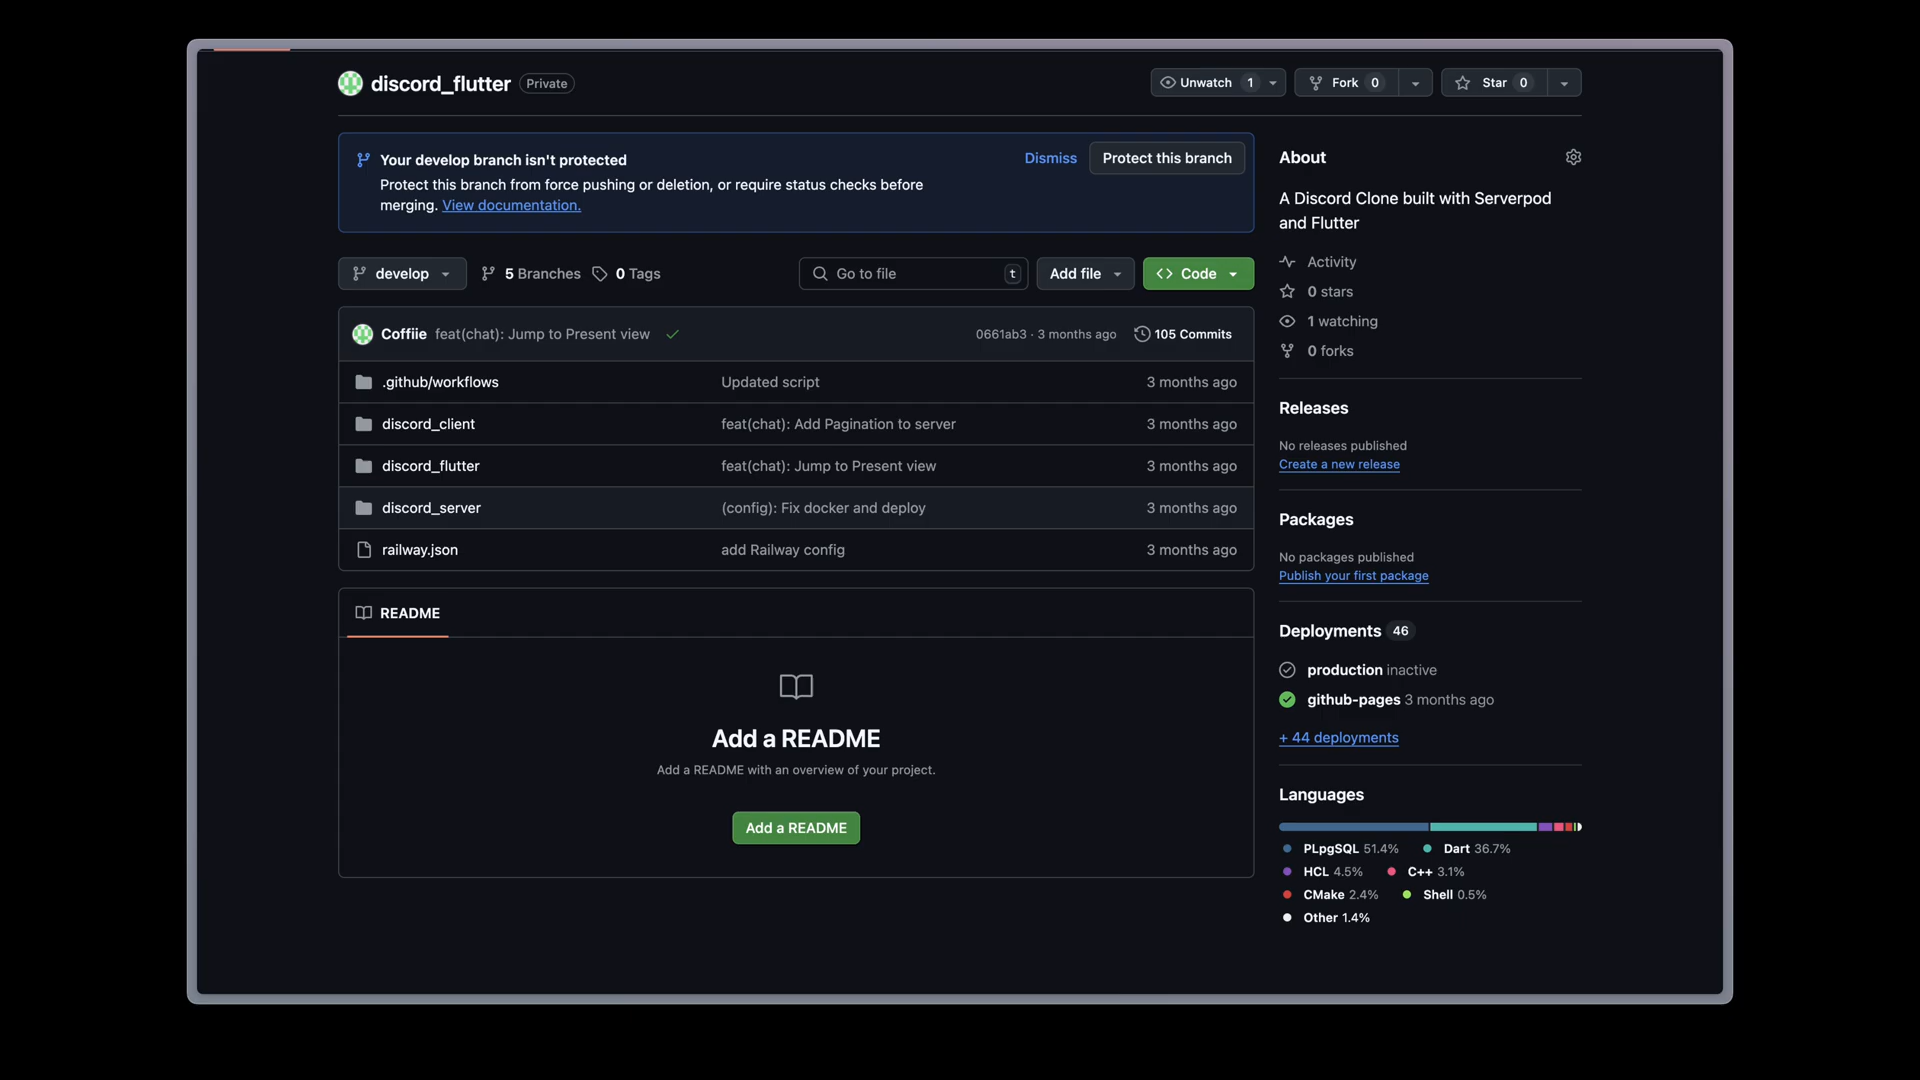 discord_flutter Private
Unwatch 1 Fork 0 Star 0
Your develop branch isn't protected
Protect this branch from force pushing or deletion, or require status checks before
merging. View documentation.
Dismiss Protect this branch
develop 5 Branches 0 Tags
Go to file t Add file Code
Coffiie feat(chat): Jump to Present view 0661ab3 · 3 months ago 105 Commits
.github/workflows Updated script 3 months ago
discord_client feat(chat): Add Pagination to server 3 months ago
discord_flutter feat(chat): Jump to Present view 3 months ago
discord_server (config): Fix docker and deploy 3 months ago
railway.json add Railway config 3 months ago
README
Add a README
Add a README with an overview of your project.
Add a README
About
A Discord Clone built with Serverpod
and Flutter
Activity
0 stars
1 watching
0 forks
Releases
No releases published
Create a new release
Packages
No packages published
Publish your first package
Deployments 46
production inactive
github-pages 3 months ago
+ 44 deployments
Languages
PLpgSQL 51.4% Dart 36.7%
HCL 4.5% C++ 3.1%
CMake 2.4% Shell 0.5%
Other 1.4%